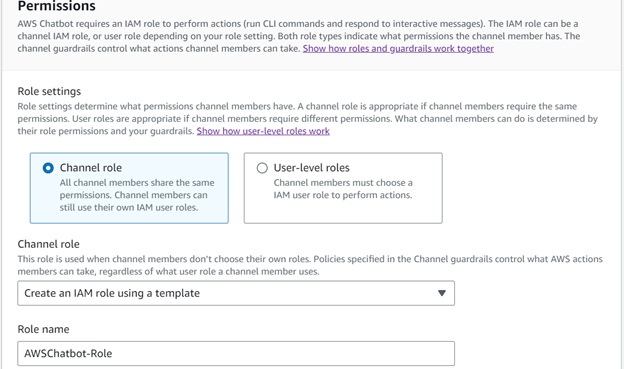 Permissions
AWS Chatbot requires an IAM role to perform actions (run CLI commands and respond to interactive messages). The IAM role can be a
channel IAM role, or user role depending on your role setting. Both role types indicate what permissions the channel member has. The
channel guardrails control what actions channel members can take. Show how roles and guardrails work together
Role settings
Role settings determine what permissions channel members have. A channel role is appropriate if channel members require the same
permissions. User roles are appropriate if channel members require different permissions. What channel members can do is determined by
their role permissions and your guardrails. Show how user-level roles work
Channel role
All channel members share the same
permissions. Channel members can
still use their own IAM user roles.
User-level roles
Channel members must choose a
IAM user role to perform actions.
Channel role
This role is used when channel members don't choose their own roles. Policies specified in the Channel guardrails control what AWS actions
members can take, regardless of what user role a channel member uses.
Create an IAM role using a template
Role name
AWSChatbot-Role